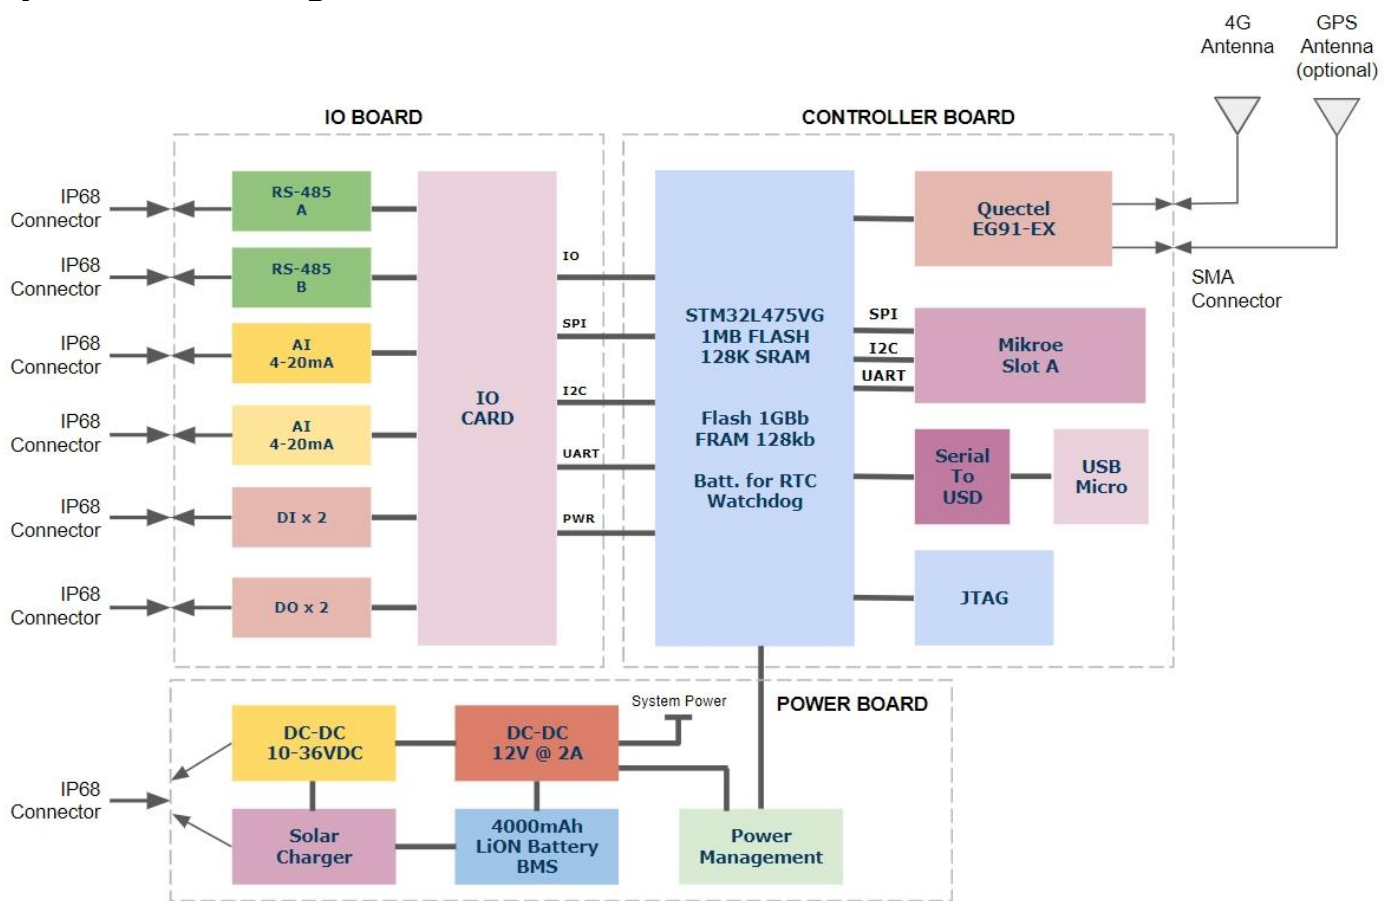 4G
Antenna
GPS
Antenna
(optional)
IO BOARD
CONTROLLER BOARD
IP68
Connector
RS-485
A
IP68
Connector
RS-485
B
IP68
Connector
AI
4-20mA
IP68
Connector
AI
4-20mA
IP68
Connector
DI x 2
IP68
Connector
DO x 2
IO
CARD
IO
SPI
I2C
UART
PWR
STM32L475VG
1MB FLASH
128K SRAM
Flash 1GBb
FRAM 128kb
Batt. for RTC
Watchdog
Quectel
EG91-EX
SMA
Connector
SPI
I2C
UART
Mikroe
Slot A
Serial
To
USD
USB
Micro
JTAG
POWER BOARD
System Power
IP68
Connector
DC-DC
10-36VDC
DC-DC
12V @ 2A
Solar
Charger
4000mAh
LiON Battery
BMS
Power
Management